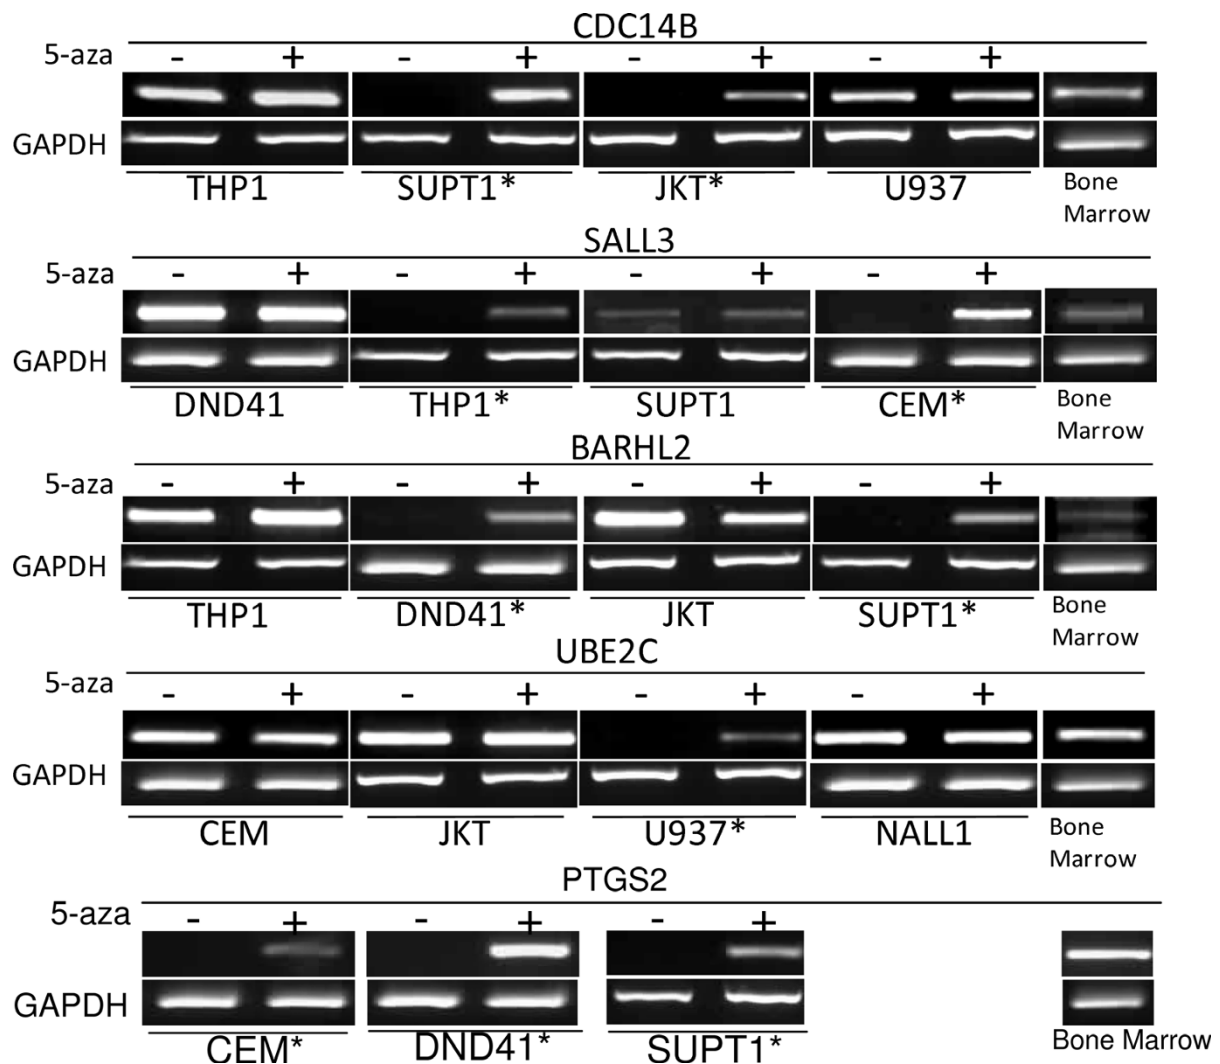 CDC14B
5-aza - + - + - + - +
GAPDH
THP1 SUPT1* JKT* U937 Bone
Marrow
SALL3
5-aza - + - + - + - +
GAPDH
DND41 THP1* SUPT1 CEM* Bone
Marrow
BARHL2
5-aza - + - + - + - +
GAPDH
THP1 DND41* JKT SUPT1* Bone
Marrow
UBE2C
5-aza - + - + - + - +
GAPDH
CEM JKT U937* NALL1 Bone
Marrow
PTGS2
5-aza - + - + - +
GAPDH
CEM* DND41* SUPT1* Bone Marrow